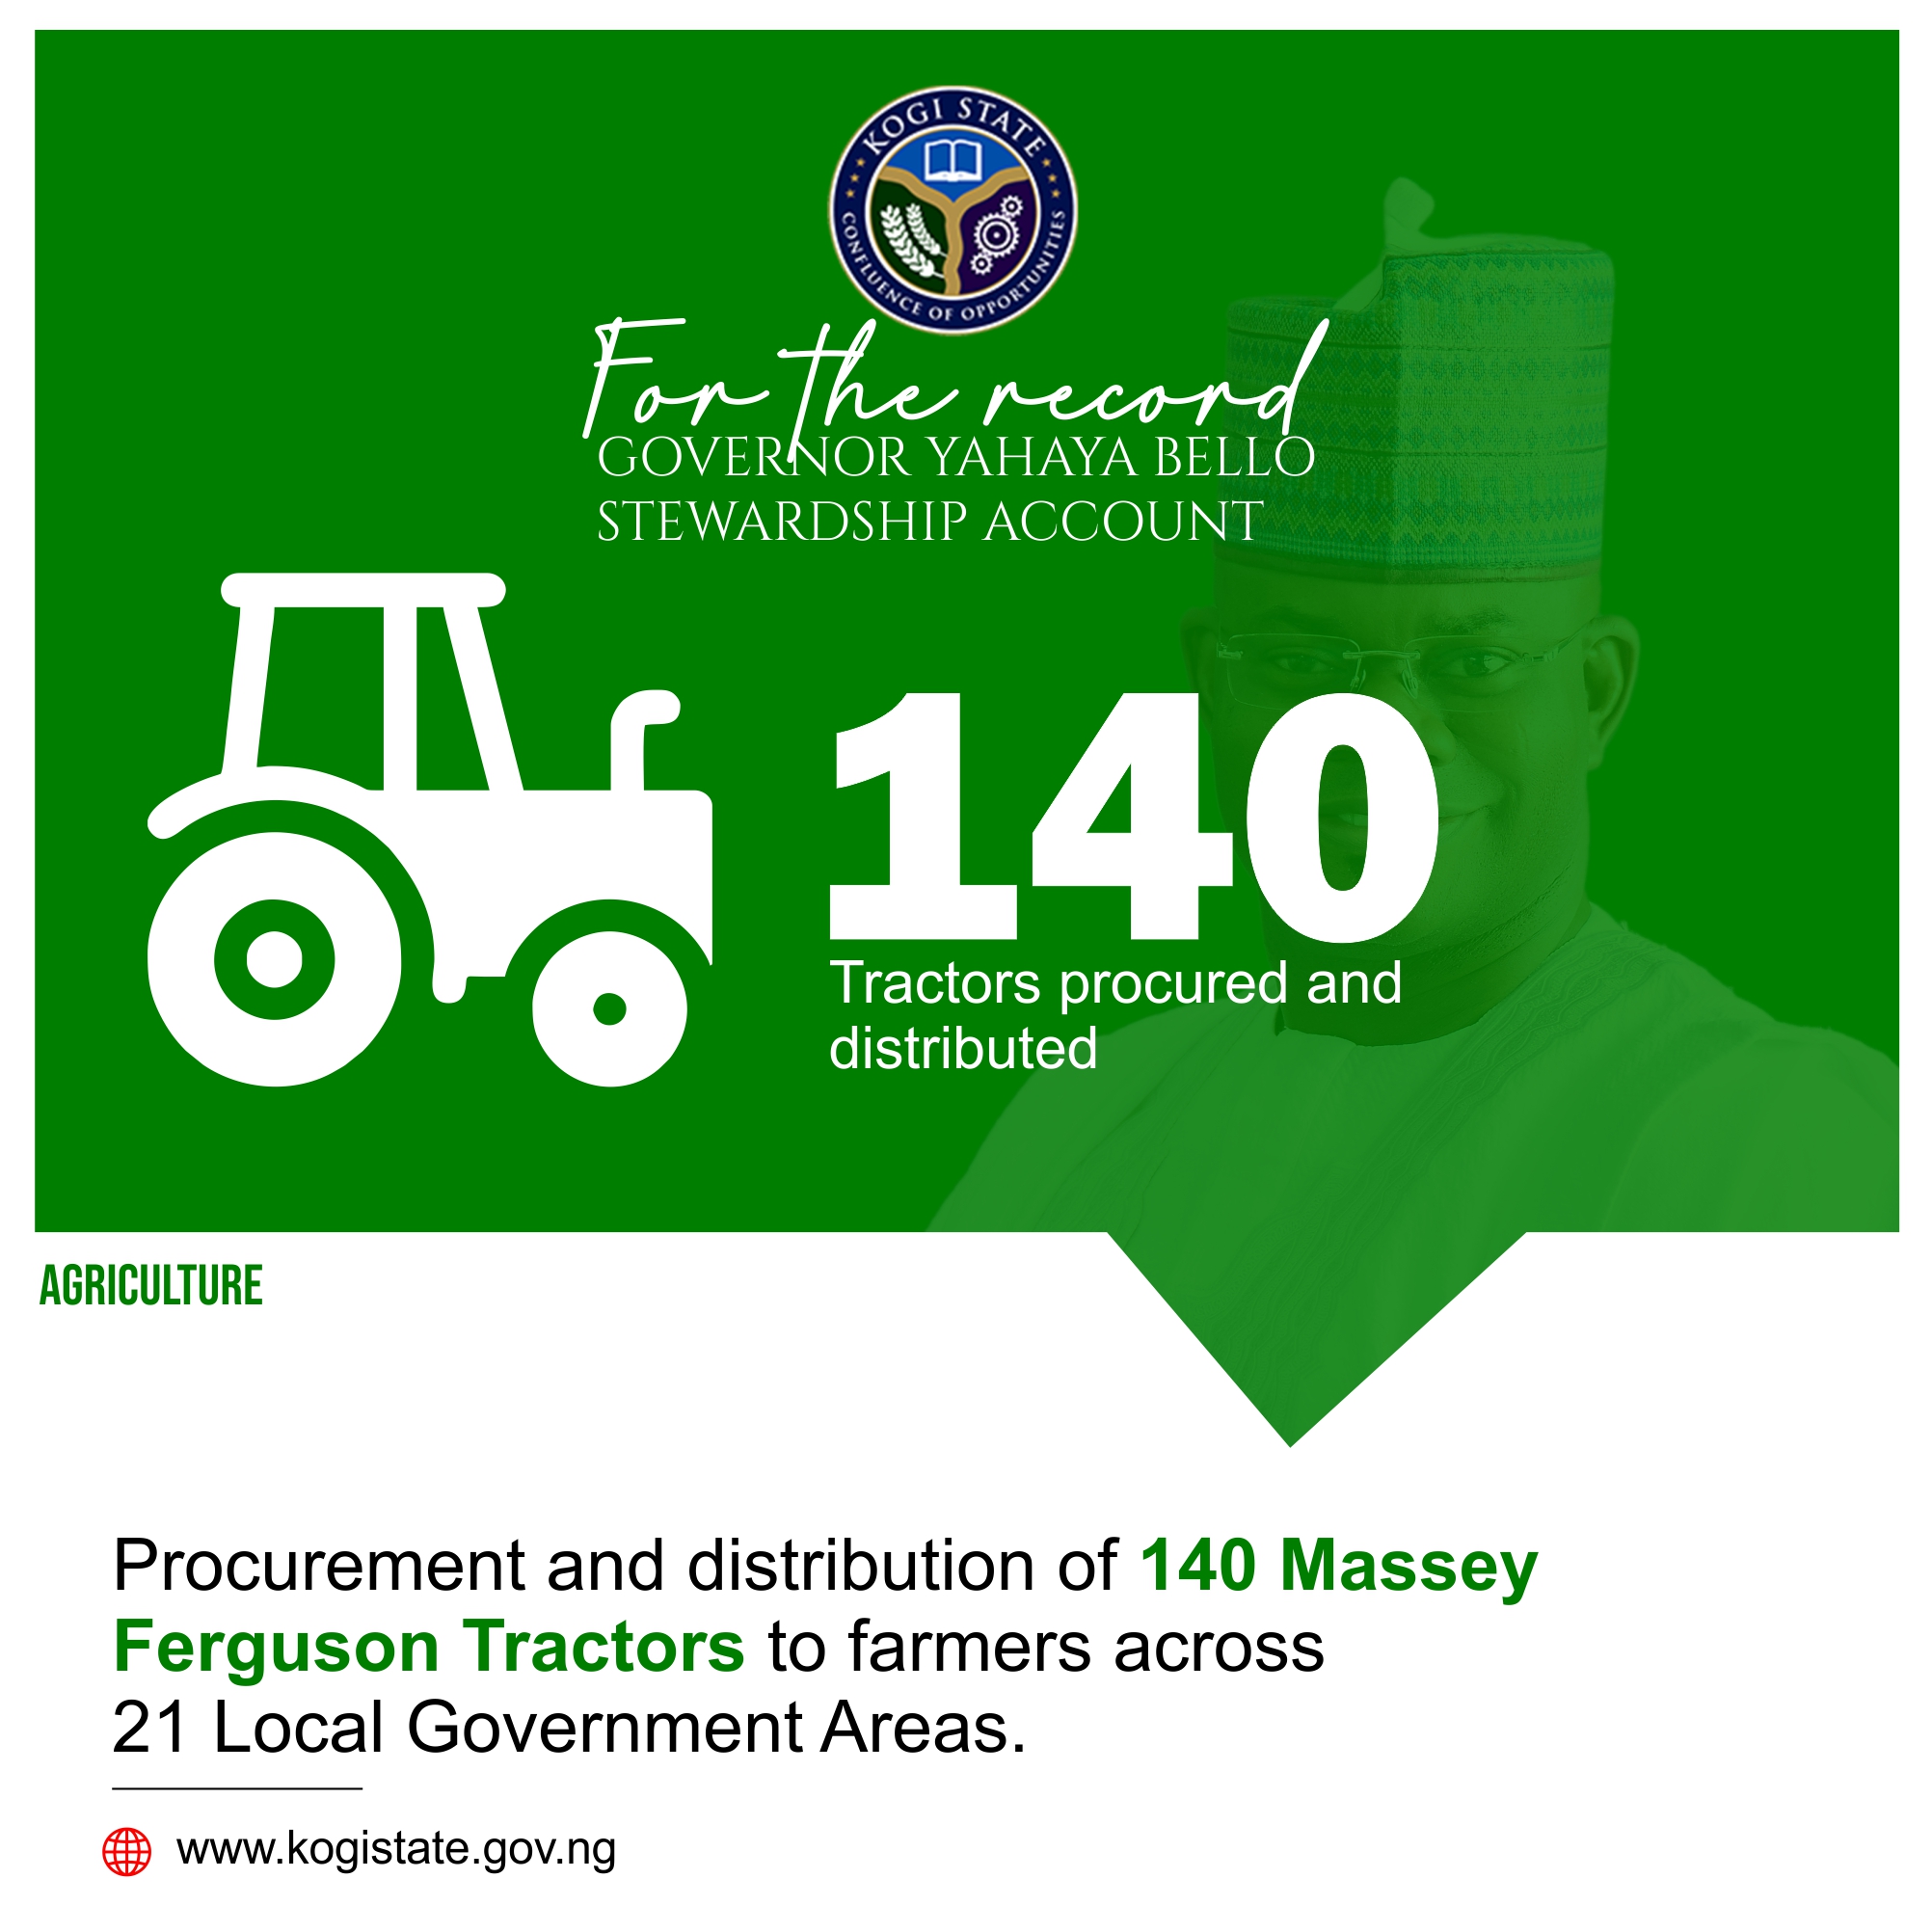 KOGI STATE
CONFLUENCE OF OPPORTUNITIES
For the record
GOVERNOR YAHAYA BELLO
STEWARDSHIP ACCOUNT
140
Tractors procured and
distributed
AGRICULTURE
Procurement and distribution of 140 Massey
Ferguson Tractors to farmers across
21 Local Government Areas.
www.kogistate.gov.ng